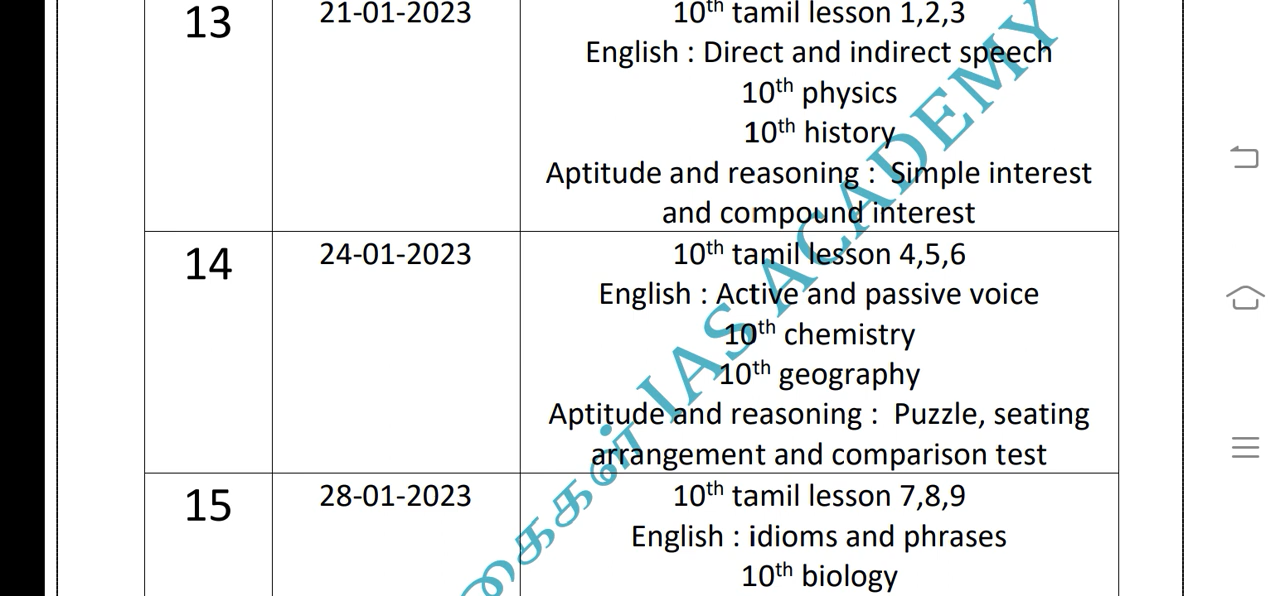 13
21-01-2023
10th tamil lesson 1,2,3
English : Direct and indirect speech
10th physics
10th history
Aptitude and reasoning : Simple interest
and compound interest
14
24-01-2023
10th tamil lesson 4,5,6
English : Active and passive voice
10th chemistry
10th geography
Aptitude and reasoning : Puzzle, seating
arrangement and comparison test
15
28-01-2023
10th tamil lesson 7,8,9
English : idioms and phrases
10th biology
IAS ACADEMY